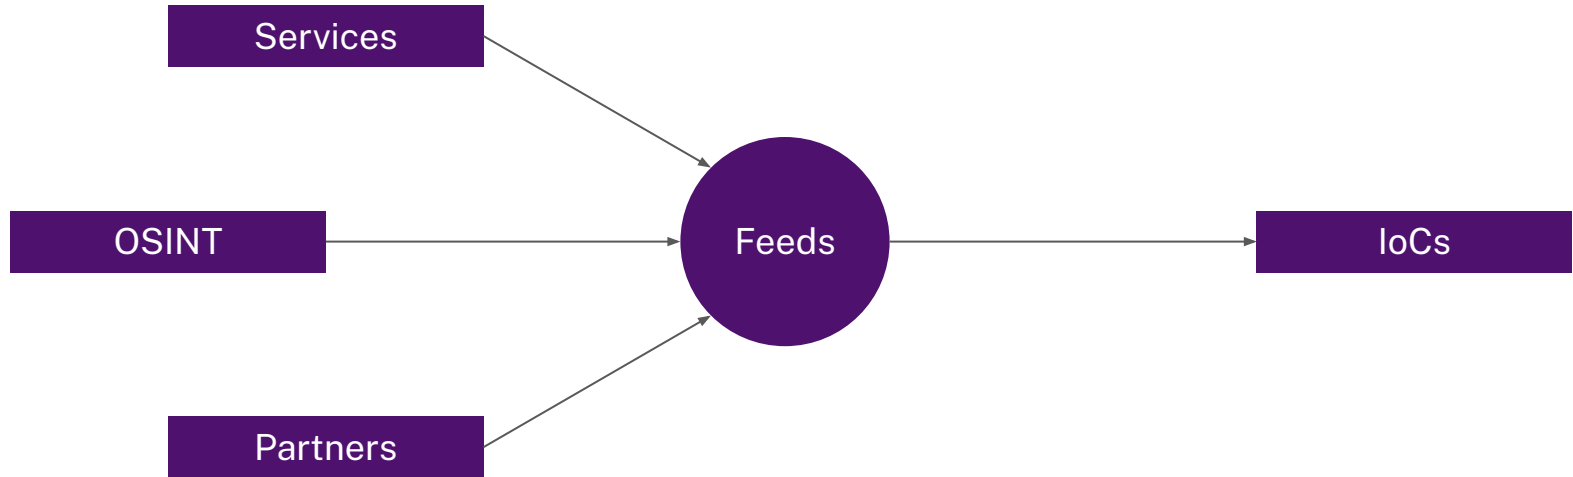 Services
OSINT
Feeds
IoCs
Partners